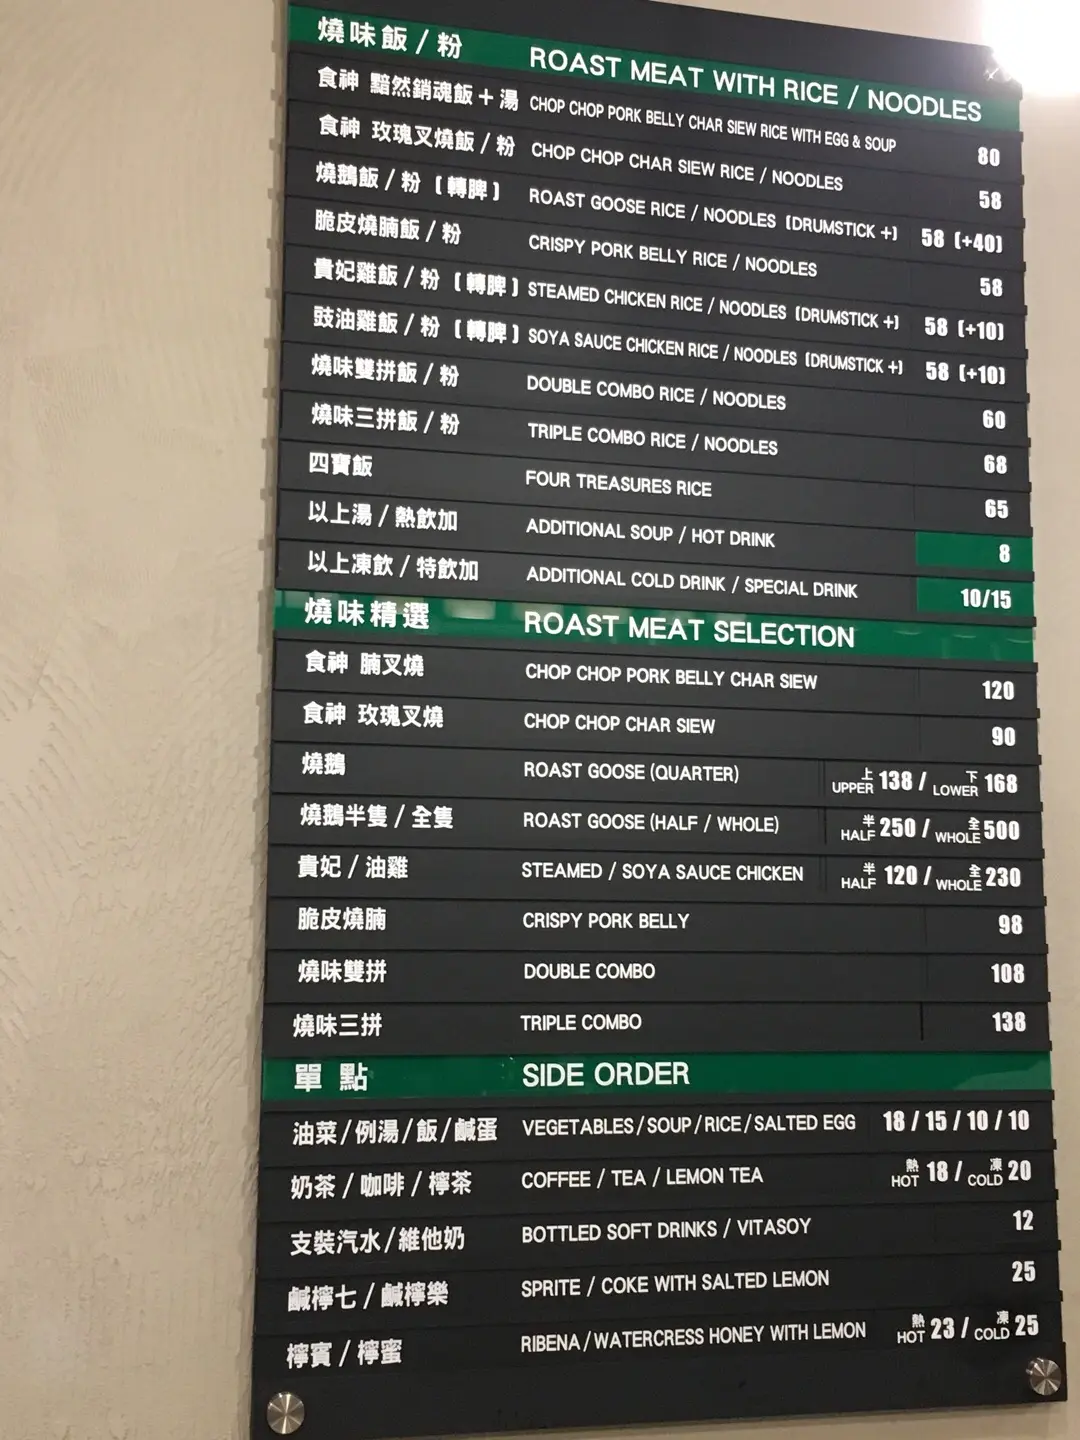 燒味飯 / 粉 ROAST MEAT WITH RICE / NOODLES
食神 黯然銷魂飯 + 湯 CHOP CHOP PORK BELLY CHAR SIEW RICE WITH EGG & SOUP 80
食神 玫瑰叉燒飯 / 粉 CHOP CHOP CHAR SIEW RICE / NOODLES 58
燒鵝飯 / 粉 [ 轉脾 ] ROAST GOOSE RICE / NOODLES (DRUMSTICK +) 58 (+40)
脆皮燒腩飯 / 粉 CRISPY PORK BELLY RICE / NOODLES 58
貴妃雞飯 / 粉 [ 轉脾 ] STEAMED CHICKEN RICE / NOODLES (DRUMSTICK +) 58 (+10)
豉油雞飯 / 粉 [ 轉脾 ] SOYA SAUCE CHICKEN RICE / NOODLES (DRUMSTICK +) 58 (+10)
燒味雙拼飯 / 粉 DOUBLE COMBO RICE / NOODLES 60
燒味三拼飯 / 粉 TRIPLE COMBO RICE / NOODLES 68
四寶飯 FOUR TREASURES RICE 65
以上湯 / 熱飲加 ADDITIONAL SOUP / HOT DRINK 8
以上凍飲 / 特飲加 ADDITIONAL COLD DRINK / SPECIAL DRINK 10/15
燒味精選 ROAST MEAT SELECTION
食神 腩叉燒 CHOP CHOP PORK BELLY CHAR SIEW 120
食神 玫瑰叉燒 CHOP CHOP CHAR SIEW 90
燒鵝 ROAST GOOSE (QUARTER) 上 UPPER 138 / 下 LOWER 168
燒鵝半隻 / 全隻 ROAST GOOSE (HALF / WHOLE) 半 HALF 250 / 全 WHOLE 500
貴妃 / 油雞 STEAMED / SOYA SAUCE CHICKEN 半 HALF 120 / 全 WHOLE 230
脆皮燒腩 CRISPY PORK BELLY 98
燒味雙拼 DOUBLE COMBO 108
燒味三拼 TRIPLE COMBO 138
單 點 SIDE ORDER
油菜/例湯/飯/鹹蛋 VEGETABLES/SOUP/RICE/SALTED EGG 18 / 15 / 10 / 10
奶茶 / 咖啡 / 檸茶 COFFEE / TEA / LEMON TEA 熱 HOT 18 / 凍 COLD 20
支裝汽水/維他奶 BOTTLED SOFT DRINKS / VITASOY 12
鹹檸七 / 鹹檸樂 SPRITE / COKE WITH SALTED LEMON 25
檸賓 / 檸蜜 RIBENA/WATERCRESS HONEY WITH LEMON 熱 HOT 23 / 凍 COLD 25